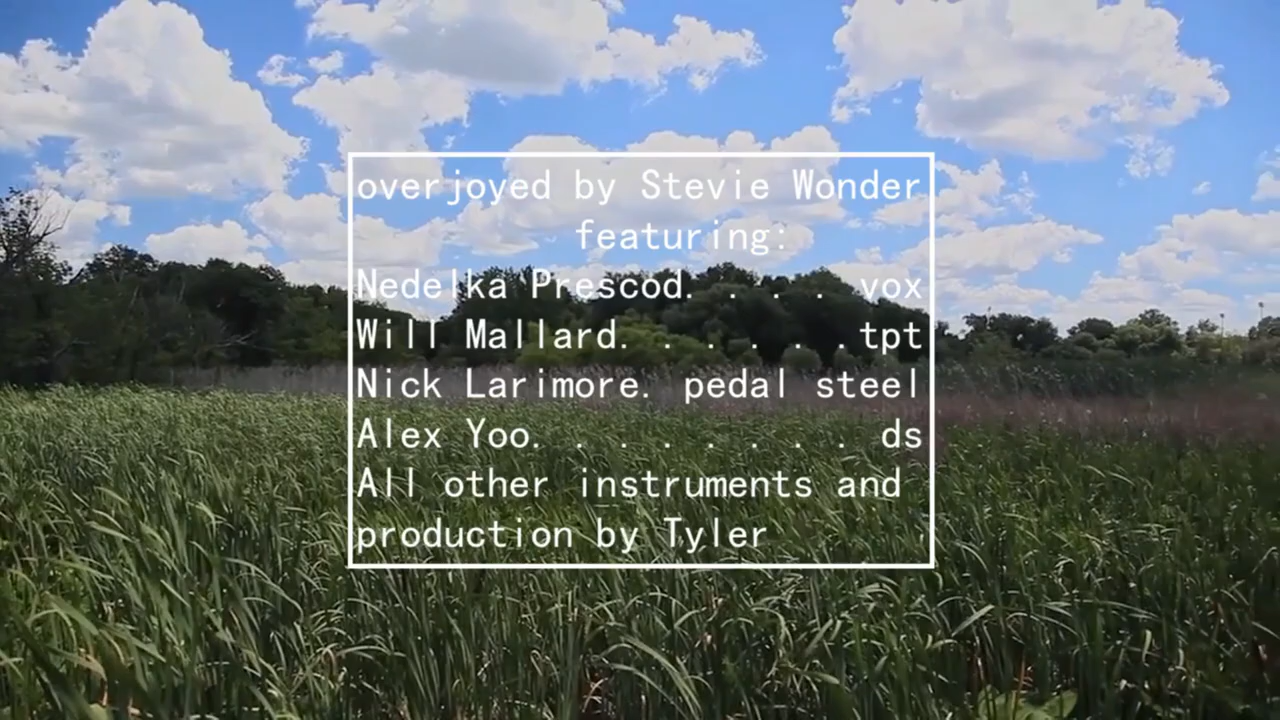 overjoyed by Stevie Wonder
featuring:
Nedelka Prescod. . . . vox
Will Mallard. . . . . .tpt
Nick Larimore. pedal steel
Alex Yoo. . . . . . . . ds
All other instruments and
production by Tyler